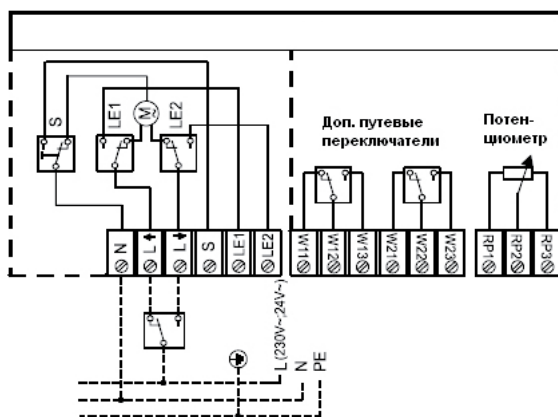 S
LE1
M
LE2
Доп. путевые
переключатели
Потен-
циометр
N
L
L
S
LE1
LE2
W11
W12
W13
W21
W22
W23
RP1
RP2
RP3
L (230V~;24V~)
N
PE